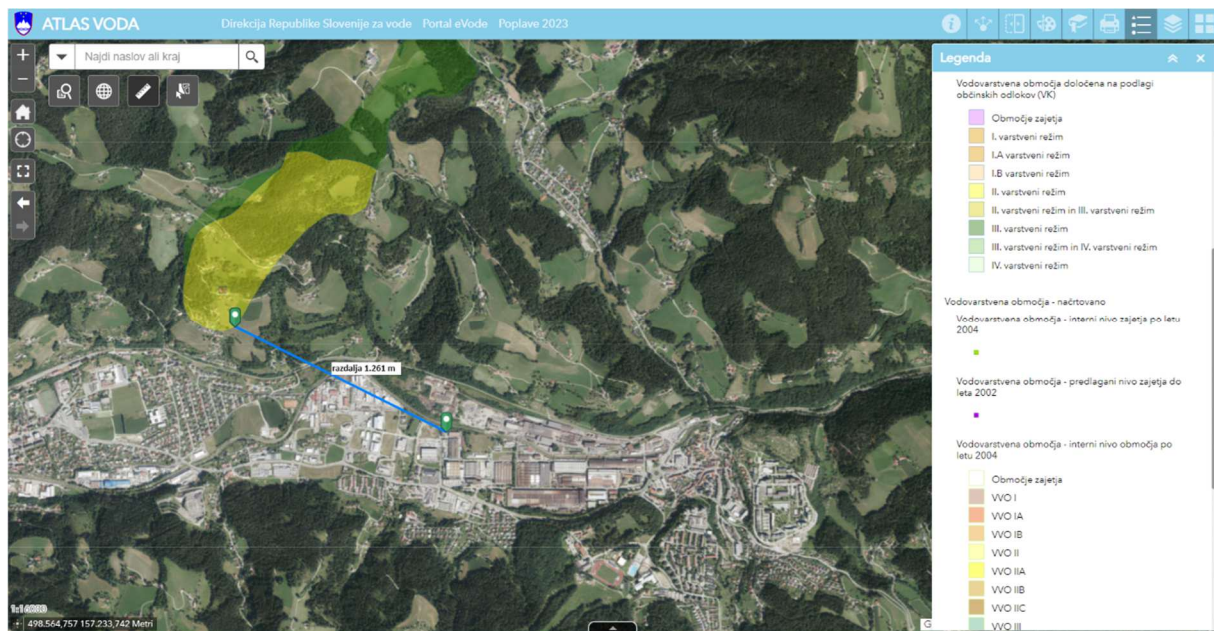 ATLAS VODA
Direkcija Republike Slovenije za vode Portal eVode Poplave 2023
Najdi naslov ali kraj
razdalja 1.261 m
498.564,757 157.233,742 Metri
Legenda
Vodovarstvena območja določena na podlagi
občinskih odlokov (VK)
Območje zajetja
I. varstveni režim
I.A varstveni režim
I.B varstveni režim
II. varstveni režim
II. varstveni režim in III. varstveni režim
III. varstveni režim
III. varstveni režim in IV. varstveni režim
IV. varstveni režim
Vodovarstvena območja - načrtovano
Vodovarstvena območja - interni nivo zajetja po letu
2004
Vodovarstvena območja - predlagani nivo zajetja do
leta 2002
Vodovarstvena območja - interni nivo območja po
letu 2004
Območje zajetja
VVO I
VVO IA
VVO IB
VVO II
VVO IIA
VVO IIB
VVO IIC
VVO III
G